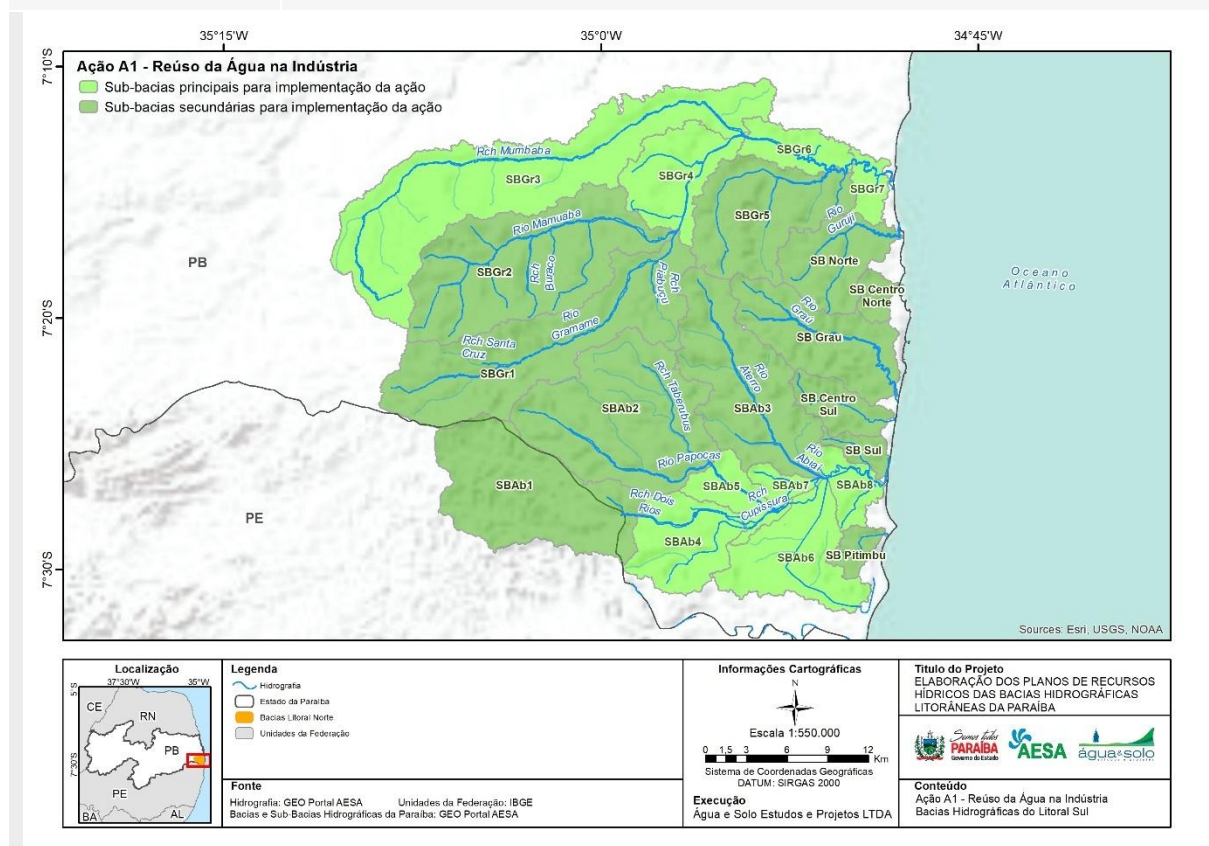 35°15'W
35°0'W
34°45'W
7°10'S
7°20'S
7°30'S
Ação A1 - Reúso da Água na Indústria
Sub-bacias principais para implementação da ação
Sub-bacias secundárias para implementação da ação
Rch Mumbaba
SBGr3
SBGr4
SBGr6
SBGr7
SBGr5
Rio
Guruji
Rio Mamuaba
SBGr2
Rch
Buraco
Rch
Piabuçu
SB Norte
PB
Oceano
Atlântico
SB Centro
Norte
Rio
Graú
Rio
Gramame
SB Grau
Rch Santa
Cruz
SBGr1
Rch Taberubus
Rio
Aterro
SBAb2
SBAb3
SB Centro
Sul
SB Sul
Rio
Abiaí
Rio Papocas
SBAb1
SBAb5
SBAb7
SBAb8
Rch Dois
Rios
Rch
Cupissura
PE
SBAb4
SBAb6
SB Pitimbu
Sources: Esri, USGS, NOAA
Localização
37°30'W
35°W
5°S
7°30'S
CE
RN
PB
PE
BA
AL
Legenda
Hidrografia
Estado da Paraíba
Bacias Litoral Norte
Unidades da Federação
Fonte
Hidrografia: GEO Portal AESA Unidades da Federação: IBGE
Bacias e Sub-Bacias Hidrográficas da Paraíba: GEO Portal AESA
Informações Cartográficas
N
Escala 1:550.000
0 1,5 3 6 9 12
Km
Sistema de Coordenadas Geográficas
DATUM: SIRGAS 2000
Execução
Água e Solo Estudos e Projetos LTDA
Titulo do Projeto
ELABORAÇÃO DOS PLANOS DE RECURSOS
HÍDRICOS DAS BACIAS HIDROGRÁFICAS
LITORÂNEAS DA PARAÍBA
Somos todos
PARAÍBA
Governo do Estado
AESA
água&solo
Conteúdo
Ação A1 - Reúso da Água na Indústria
Bacias Hidrográficas do Litoral Sul